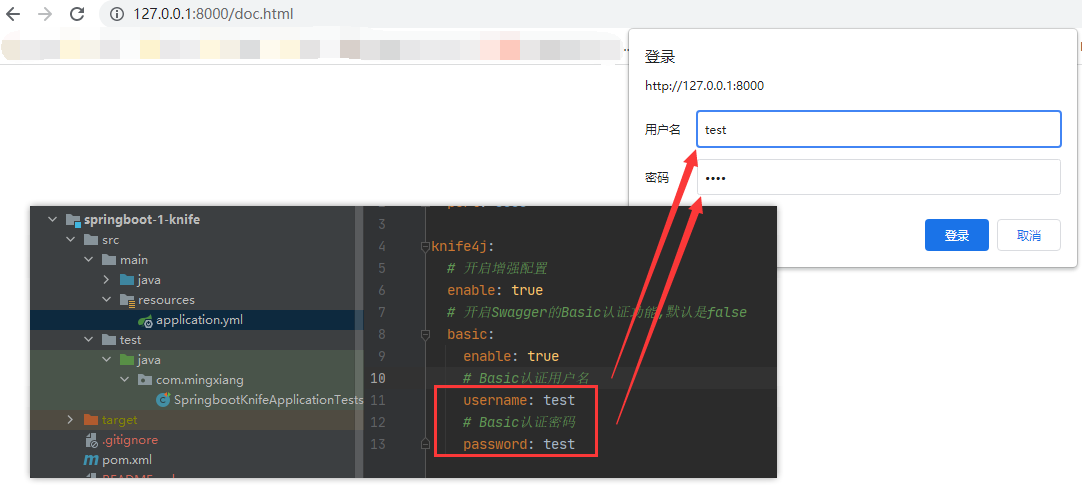 127.0.0.1:8000/doc.html
登录
http://127.0.0.1:8000
用户名 test
密码 ••••
登录 取消
springboot-1-knife
src
main
java
resources
application.yml
test
java
com.mingxiang
SpringbootKnifeApplicationTests
target
.gitignore
pom.xml
3
4 knife4j:
5 # 开启增强配置
6 enable: true
7 # 开启Swagger的Basic认证功能,默认是false
8 basic:
9 enable: true
10 # Basic认证用户名
11 username: test
12 # Basic认证密码
13 password: test